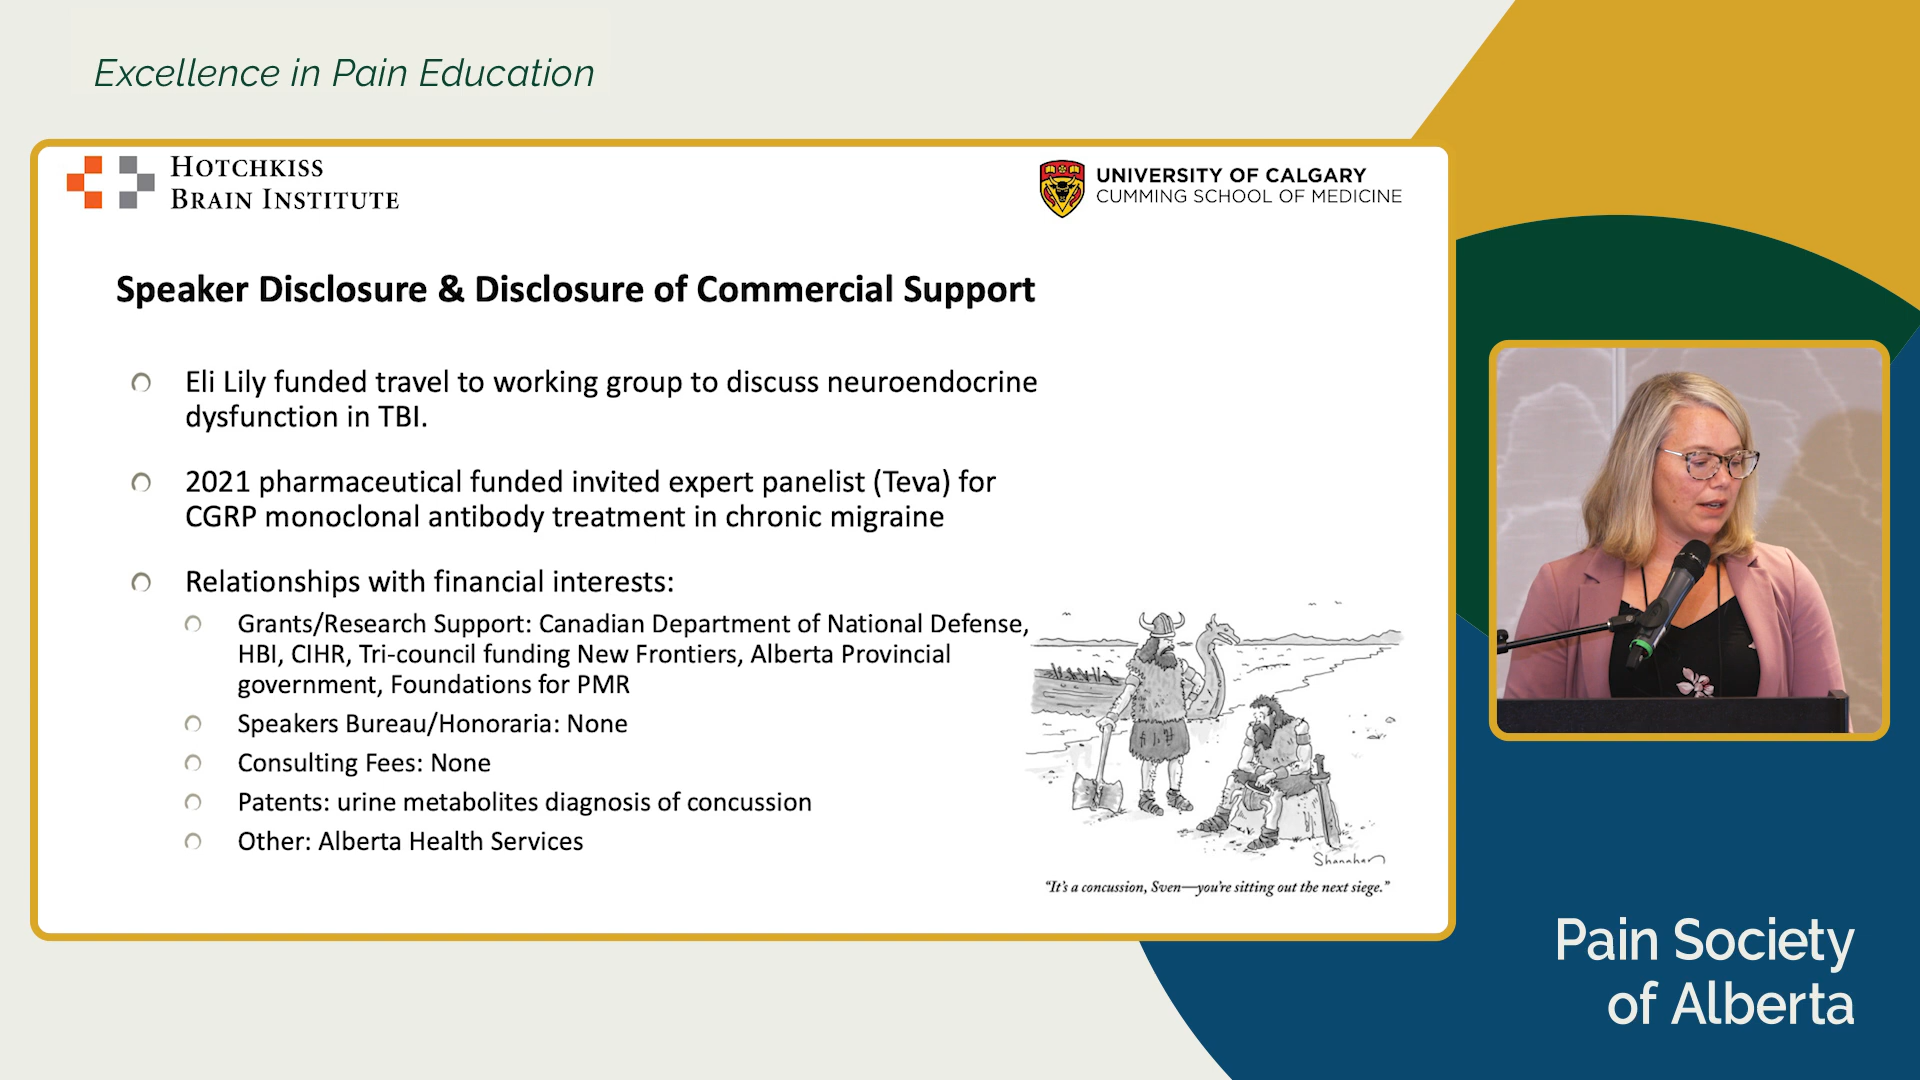 Excellence in Pain Education
HOTCHKISS
BRAIN INSTITUTE
UNIVERSITY OF CALGARY
CUMMING SCHOOL OF MEDICINE
Speaker Disclosure & Disclosure of Commercial Support
Eli Lily funded travel to working group to discuss neuroendocrine
dysfunction in TBI.
2021 pharmaceutical funded invited expert panelist (Teva) for
CGRP monoclonal antibody treatment in chronic migraine
Relationships with financial interests:
Grants/Research Support: Canadian Department of National Defense,
HBI, CIHR, Tri-council funding New Frontiers, Alberta Provincial
government, Foundations for PMR
Speakers Bureau/Honoraria: None
Consulting Fees: None
Patents: urine metabolites diagnosis of concussion
Other: Alberta Health Services
Shanahan
"It's a concussion, Sven—you're sitting out the next siege."
Pain Society
of Alberta